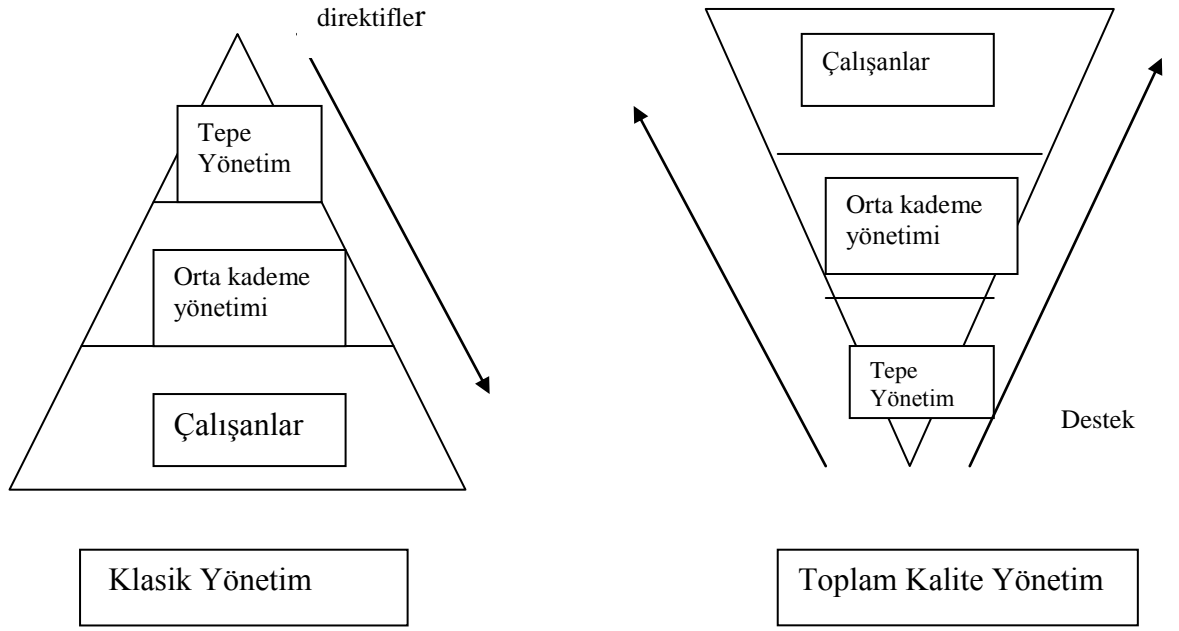 direktifler
Tepe
Yönetim
Orta kademe
yönetimi
Çalışanlar
Klasik Yönetim
Çalışanlar
Orta kademe
yönetimi
Tepe
Yönetim
Destek
Toplam Kalite Yönetim